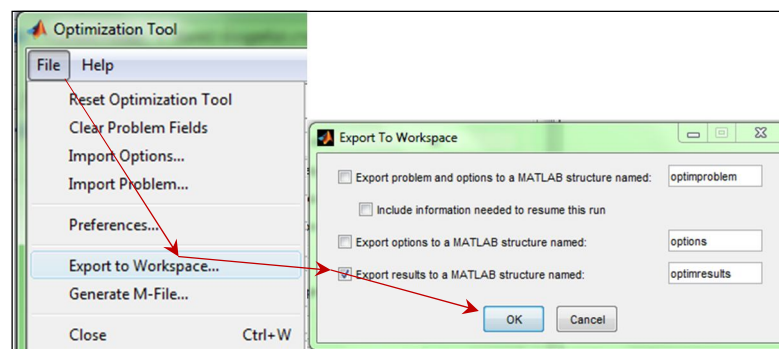 Optimization Tool
File Help
Reset Optimization Tool
Clear Problem Fields
Import Options...
Import Problem...
Preferences...
Export to Workspace...
Generate M-File...
Close Ctrl+W
Export To Workspace
Export problem and options to a MATLAB structure named: optimproblem
Include information needed to resume this run
Export options to a MATLAB structure named: options
Export results to a MATLAB structure named: optimresults
OK Cancel